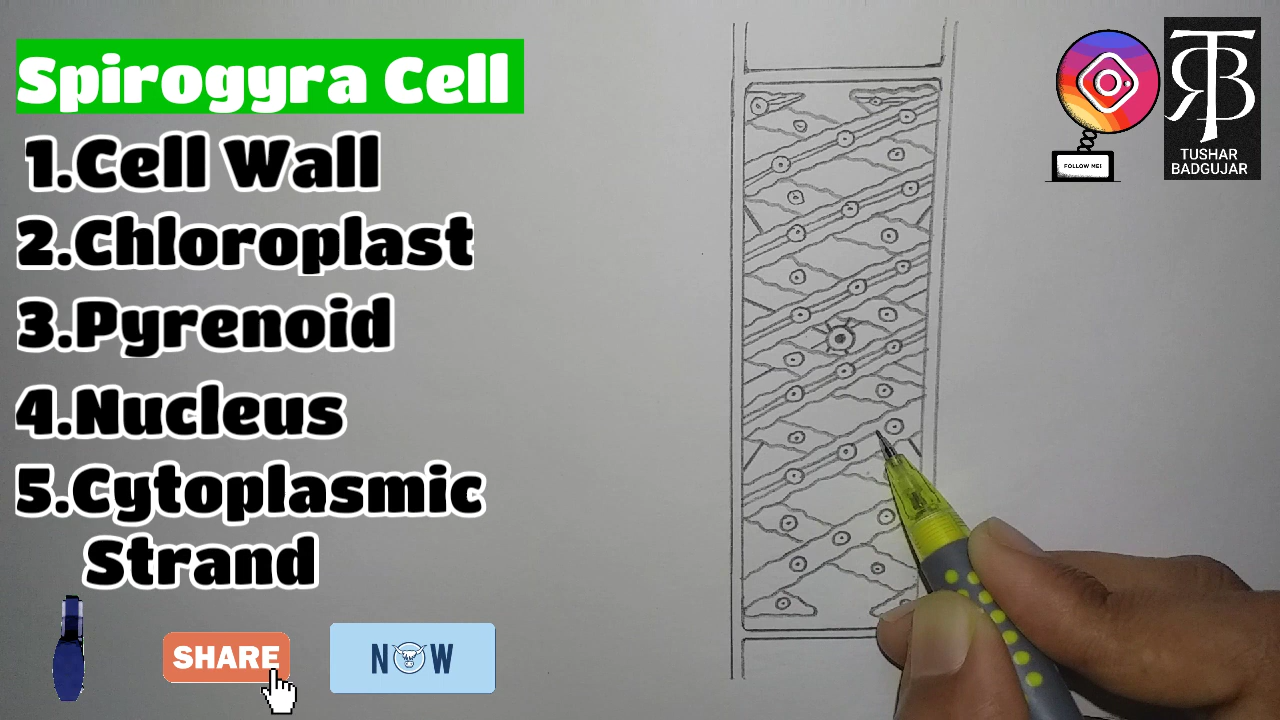 Spirogyra Cell
1.Cell Wall
2.Chloroplast
3.Pyrenoid
4.Nucleus
5.Cytoplasmic
Strand
SHARE
NOW
FOLLOW ME!
TRB
TUSHAR
BADGUJAR